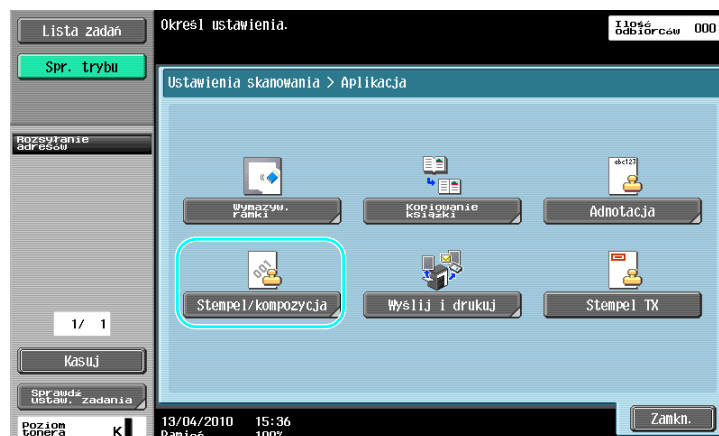 Lista zadań
Określ ustawienia.
Ilość
odbiorców 000
Spr. trybu
Ustawienia skanowania > Aplikacja
Rozsyłanie
adresów
abc123
Wymazyw.
ramki
Kopiowanie
książki
Adnotacja
001
Stempel/kompozycja
Wyślij i drukuj
Stempel TX
1/ 1
Kasuj
Sprawdź
ustaw. zadania
Zamkn.
Poziom
tonera K
13/04/2010 15:36
Pamięć 100%